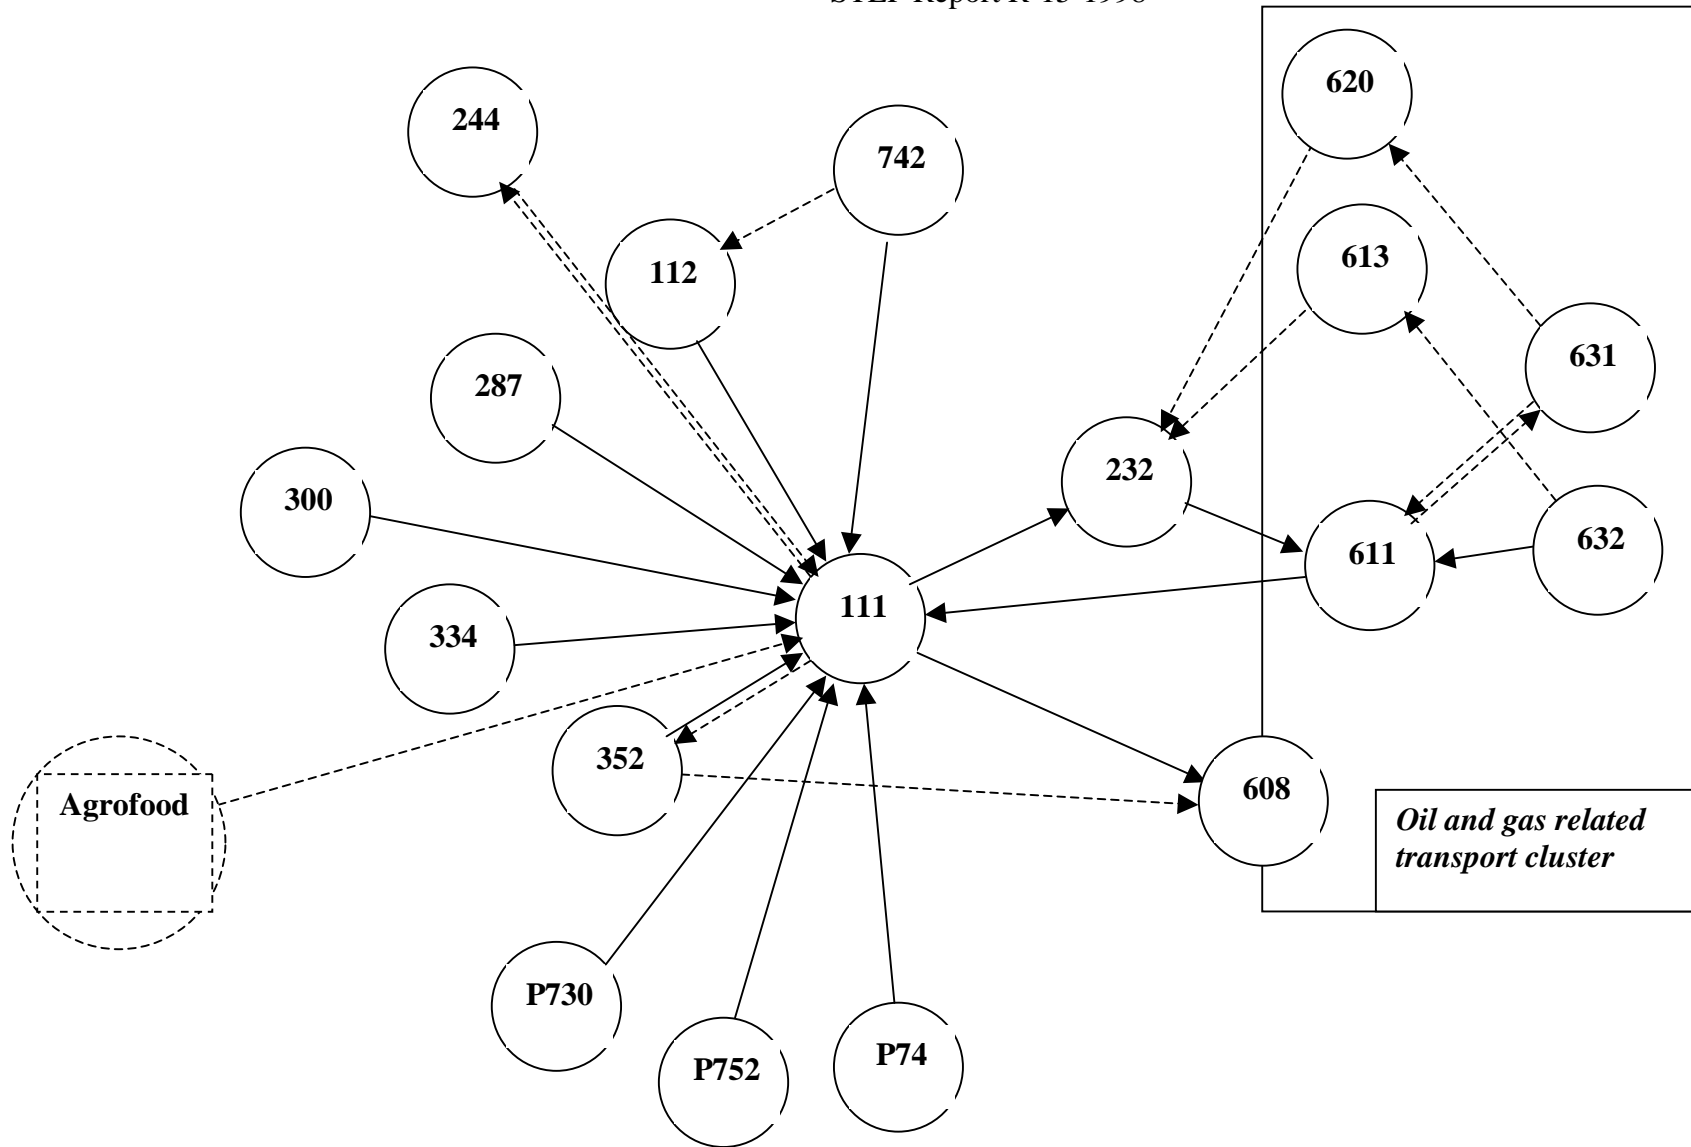 620
244
742
613
112
631
287
232
300
632
611
111
334
352
608
Agrofood
Oil and gas related
transport cluster
P730
P74
P752